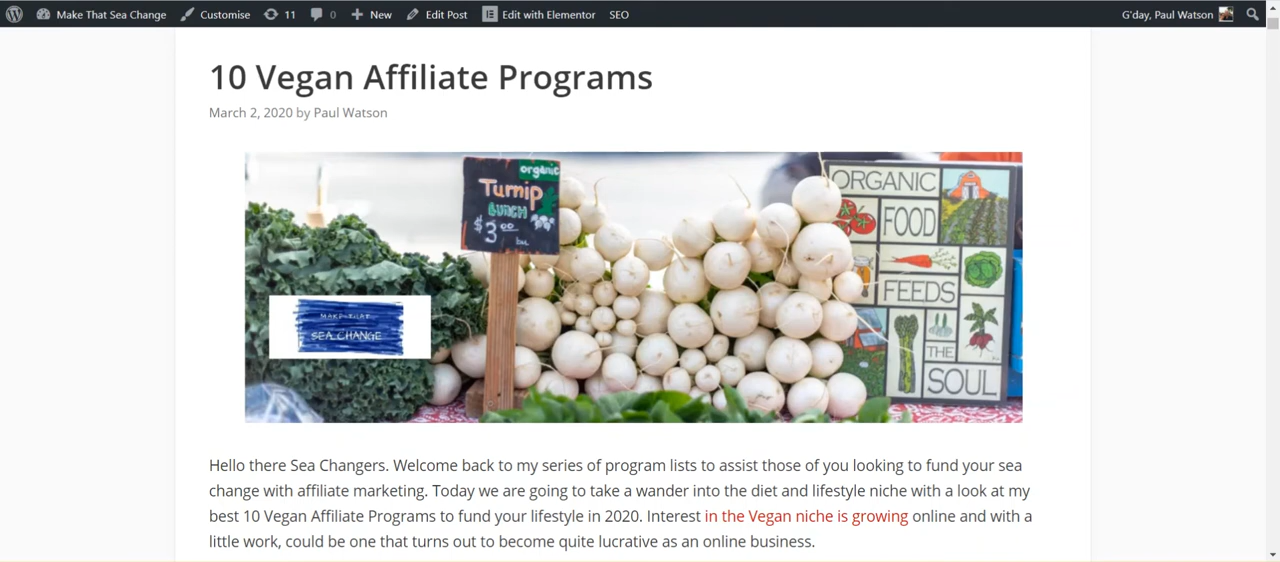 Make That Sea Change Customise 11 0 New Edit Post Edit with Elementor SEO G'day, Paul Watson
10 Vegan Affiliate Programs
March 2, 2020 by Paul Watson
organic
Turnip
BUNCH
$3.00
ORGANIC
FOOD
FEEDS
THE
SOUL
MAKE THAT
SEA CHANGE
Hello there Sea Changers. Welcome back to my series of program lists to assist those of you looking to fund your sea
change with affiliate marketing. Today we are going to take a wander into the diet and lifestyle niche with a look at my
best 10 Vegan Affiliate Programs to fund your lifestyle in 2020. Interest in the Vegan niche is growing online and with a
little work, could be one that turns out to become quite lucrative as an online business.